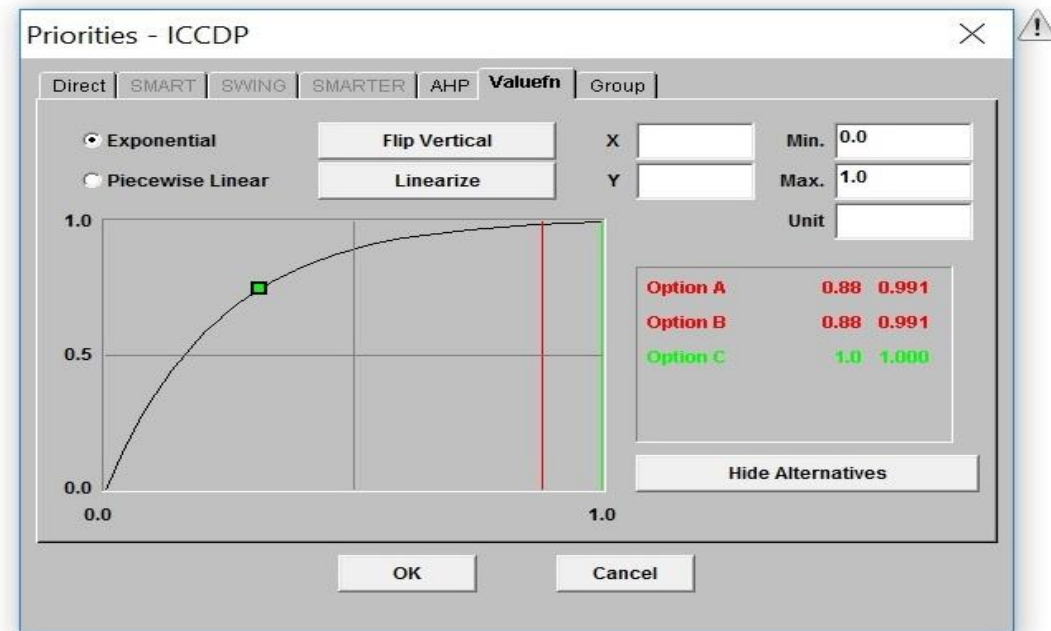 Priorities - ICCDP
Direct SMART SWING SMARTER AHP Valuefn Group
Exponential Flip Vertical X Min. 0.0
Piecewise Linear Linearize Y Max. 1.0
Unit
1.0
0.5
0.0
0.0 1.0
Option A 0.88 0.991
Option B 0.88 0.991
Option C 1.0 1.000
Hide Alternatives
OK Cancel